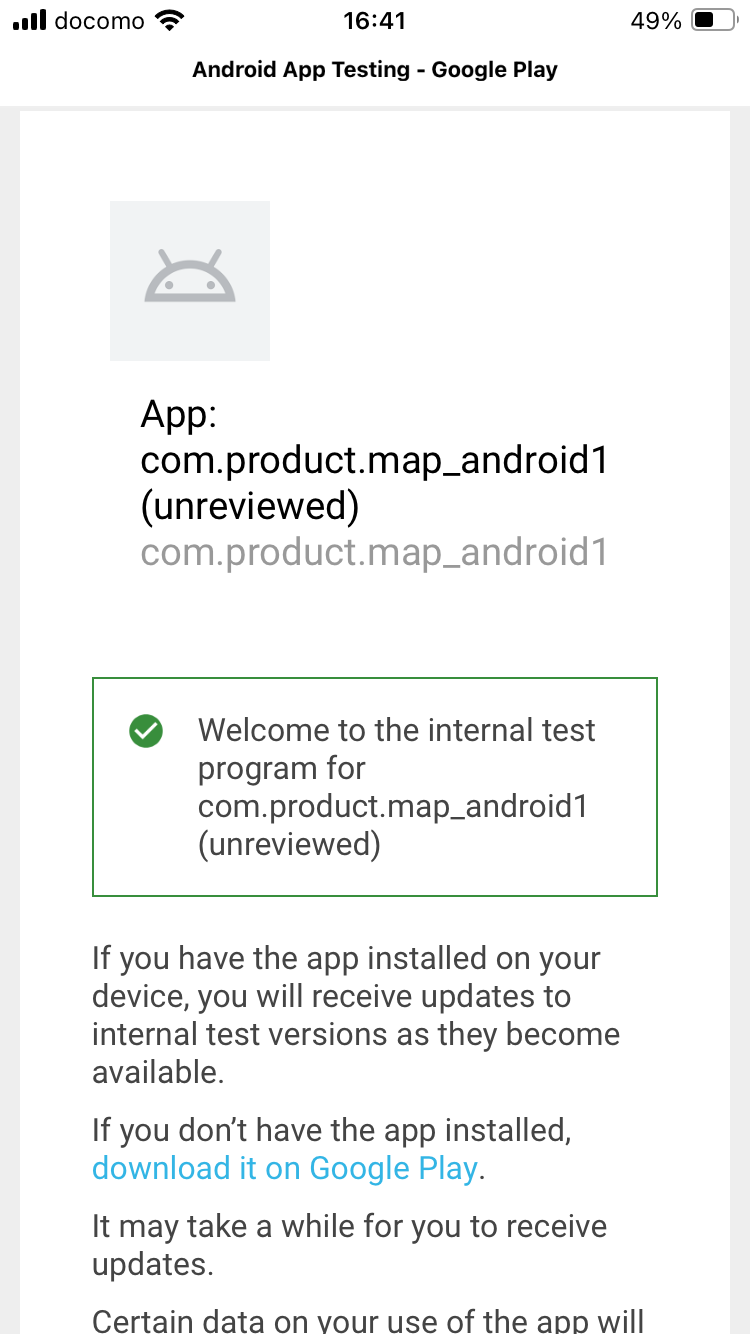 docomo 16:41 49%
Android App Testing - Google Play
App:
com.product.map_android1
(unreviewed)
com.product.map_android1
Welcome to the internal test
program for
com.product.map_android1
(unreviewed)
If you have the app installed on your
device, you will receive updates to
internal test versions as they become
available.
If you don’t have the app installed,
download it on Google Play.
It may take a while for you to receive
updates.
Certain data on your use of the app will